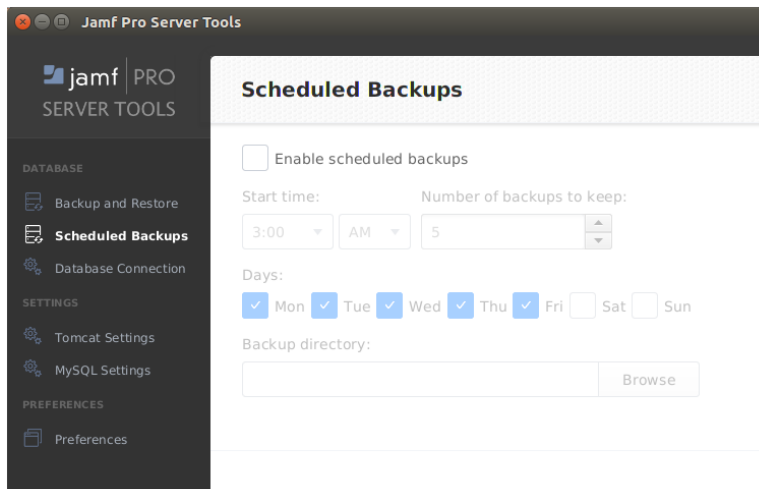 Jamf Pro Server Tools
jamf PRO
SERVER TOOLS
DATABASE
Backup and Restore
Scheduled Backups
Database Connection
SETTINGS
Tomcat Settings
MySQL Settings
PREFERENCES
Preferences
Scheduled Backups
Enable scheduled backups
Start time: Number of backups to keep:
3:00 AM 5
Days:
Mon Tue Wed Thu Fri Sat Sun
Backup directory:
Browse